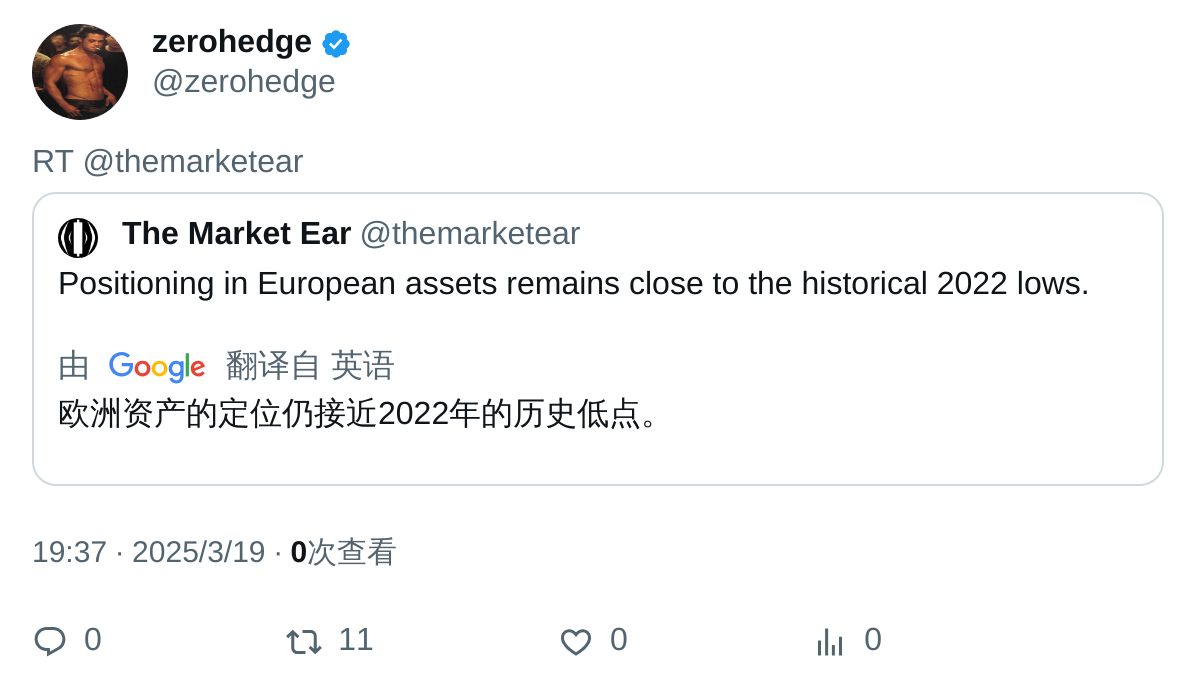 zerohedge
@zerohedge
RT @themarketear
The Market Ear @themarketear
Positioning in European assets remains close to the historical 2022 lows.
由 Google 翻译自 英语
欧洲资产的定位仍接近2022年的历史低点。
19:37 · 2025/3/19 · 0次查看
0 11 0 0